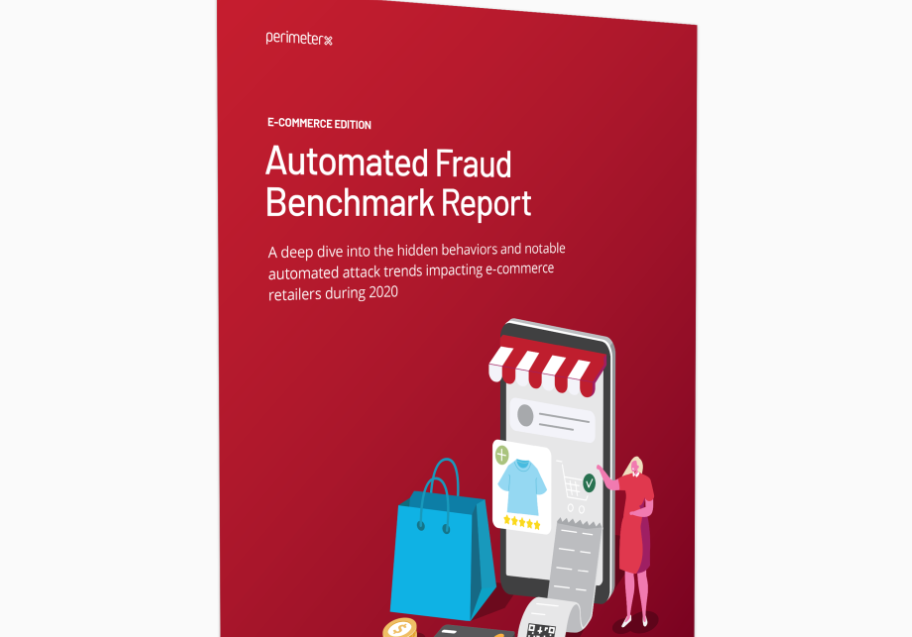 perimeterx
E-COMMERCE EDITION
Automated Fraud
Benchmark Report
A deep dive into the hidden behaviors and notable
automated attack trends impacting e-commerce
retailers during 2020